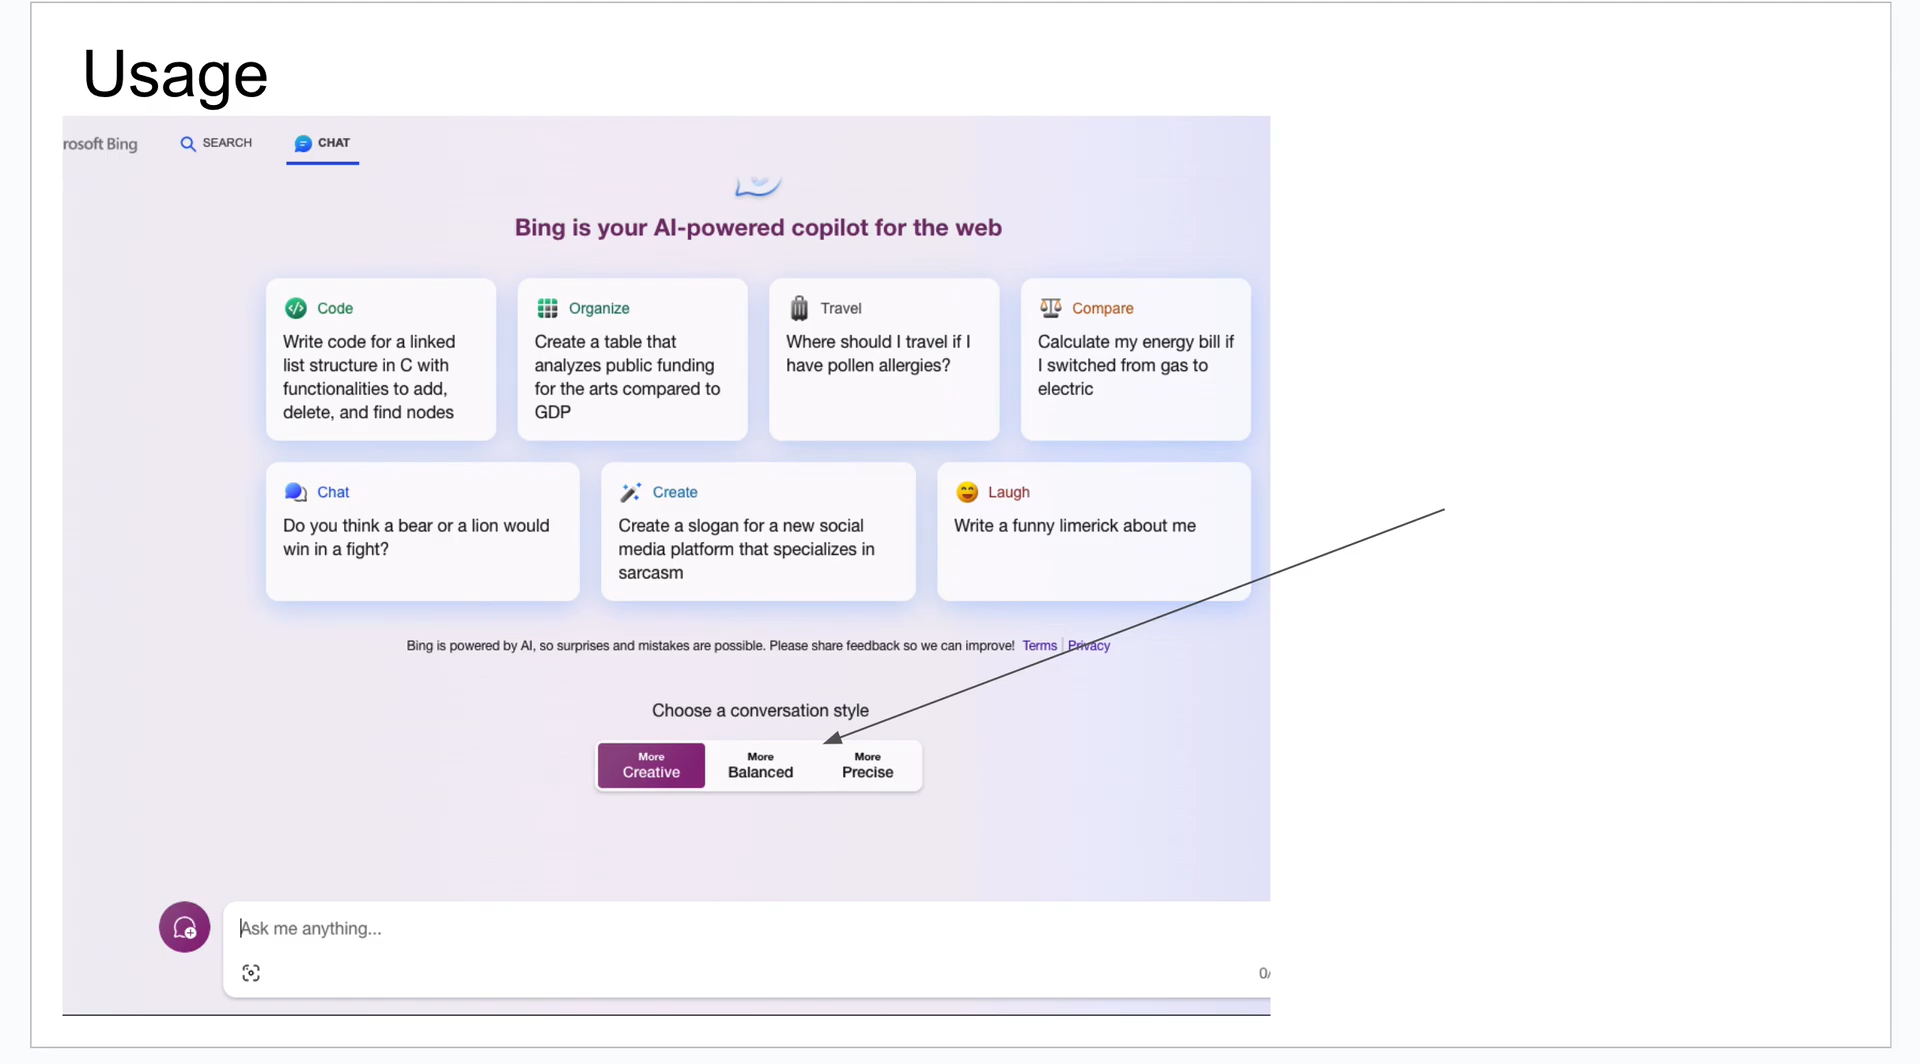 Usage
rosoft Bing
SEARCH
CHAT
Bing is your AI-powered copilot for the web
Code
Write code for a linked
list structure in C with
functionalities to add,
delete, and find nodes
Organize
Create a table that
analyzes public funding
for the arts compared to
GDP
Travel
Where should I travel if I
have pollen allergies?
Compare
Calculate my energy bill if
I switched from gas to
electric
Chat
Do you think a bear or a lion would
win in a fight?
Create
Create a slogan for a new social
media platform that specializes in
sarcasm
Laugh
Write a funny limerick about me
Bing is powered by AI, so surprises and mistakes are possible. Please share feedback so we can improve! Terms | Privacy
Choose a conversation style
More
Creative
More
Balanced
More
Precise
Ask me anything...
0/